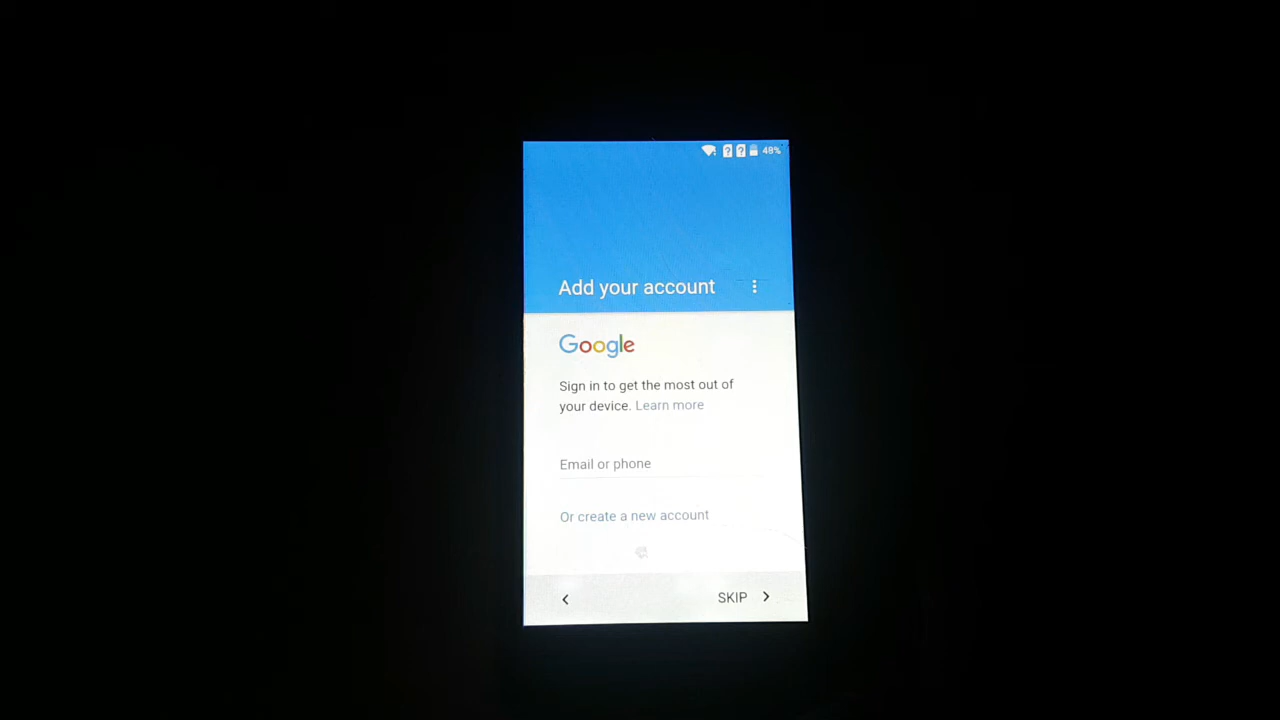 48%
Add your account
Google
Sign in to get the most out of
your device. Learn more
Email or phone
Or create a new account
SKIP